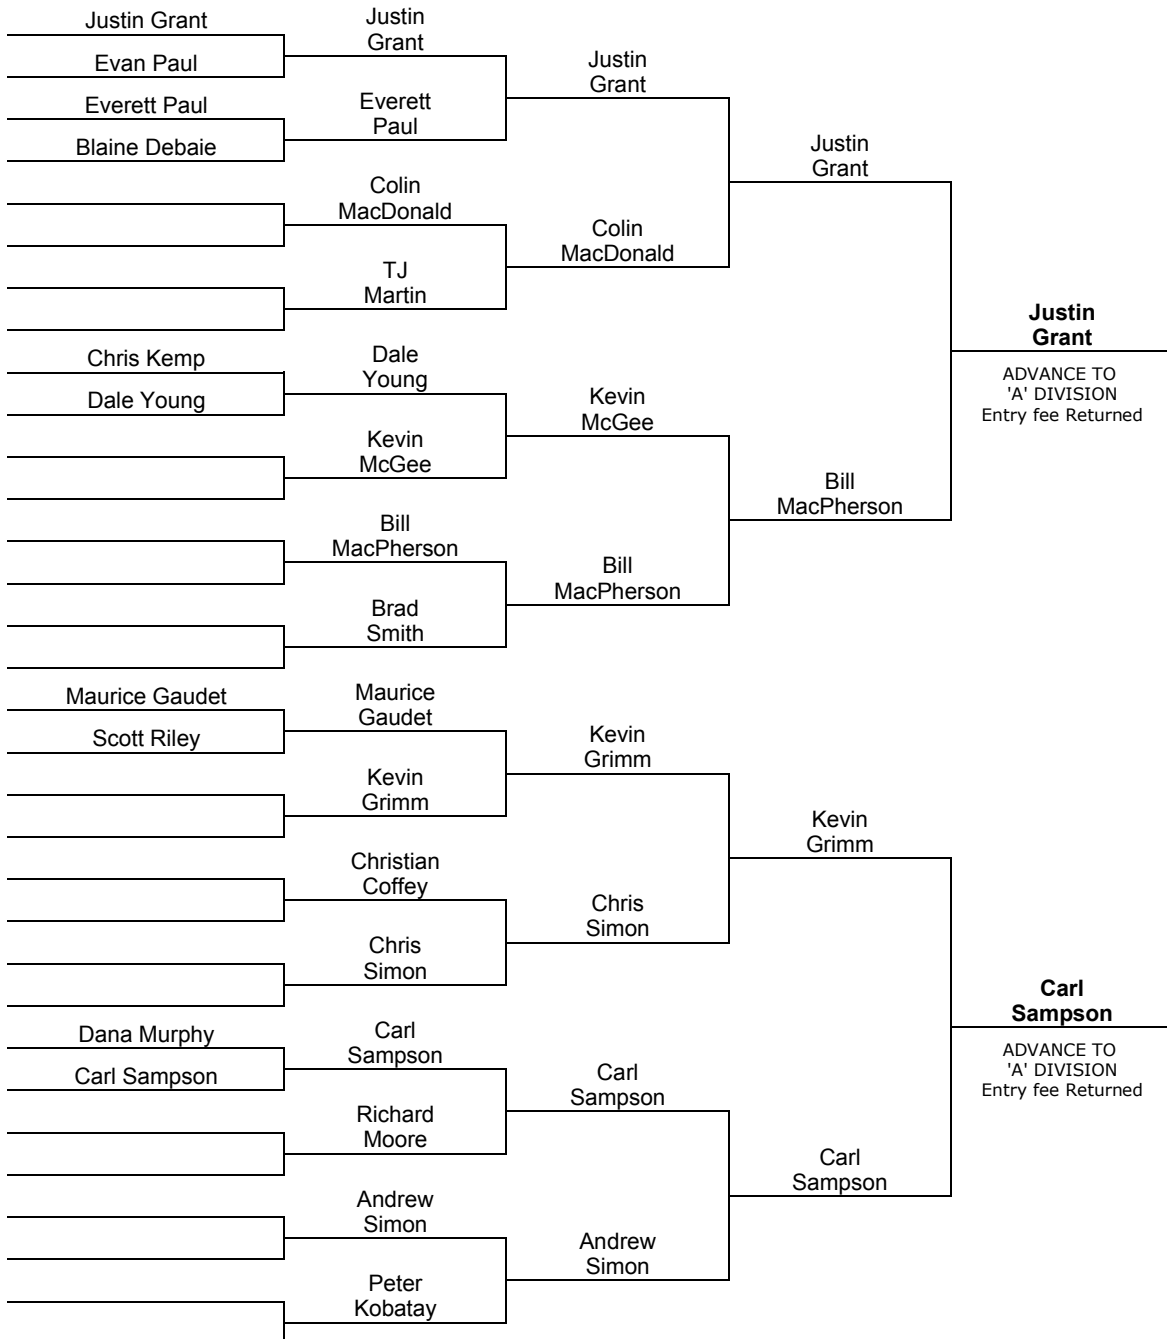 Justin Grant
Evan Paul
Everett Paul
Blaine Debaie
Chris Kemp
Dale Young
Maurice Gaudet
Scott Riley
Dana Murphy
Carl Sampson
Justin
Grant
Everett
Paul
Colin
MacDonald
TJ
Martin
Dale
Young
Kevin
McGee
Bill
MacPherson
Brad
Smith
Maurice
Gaudet
Kevin
Grimm
Christian
Coffey
Chris
Simon
Carl
Sampson
Richard
Moore
Andrew
Simon
Peter
Kobatay
Justin
Grant
Colin
MacDonald
Kevin
McGee
Bill
MacPherson
Kevin
Grimm
Chris
Simon
Carl
Sampson
Andrew
Simon
Justin
Grant
Bill
MacPherson
Kevin
Grimm
Carl
Sampson
Justin
Grant
ADVANCE TO
'A' DIVISION
Entry fee Returned
Carl
Sampson
ADVANCE TO
'A' DIVISION
Entry fee Returned